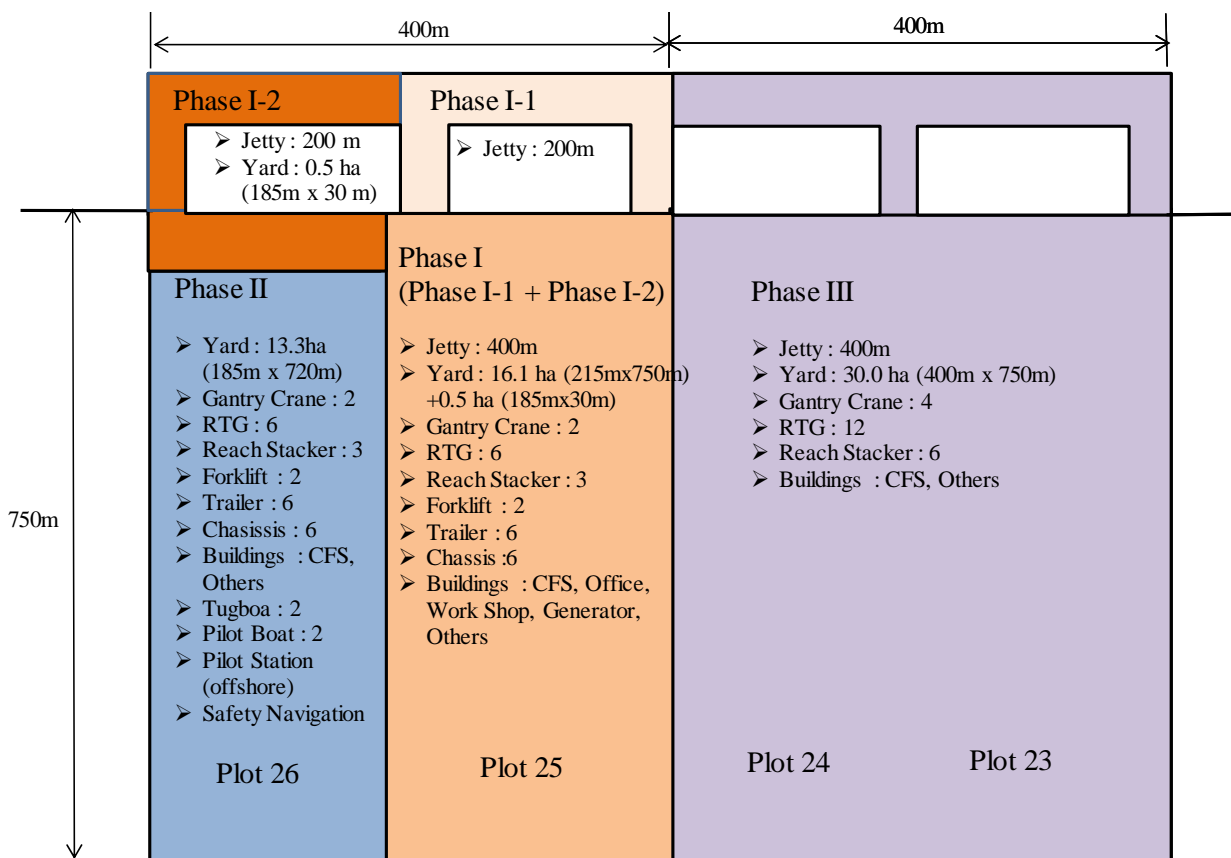 400m
400m
Phase I-2
➢ Jetty : 200 m
➢ Yard : 0.5 ha
(185m x 30 m)
Phase I-1
➢ Jetty : 200m
750m
Phase II
➢ Yard : 13.3ha
(185m x 720m)
➢ Gantry Crane : 2
➢ RTG : 6
➢ Reach Stacker : 3
➢ Forklift : 2
➢ Trailer : 6
➢ Chasissis : 6
➢ Buildings : CFS,
Others
➢ Tugboa : 2
➢ Pilot Boat : 2
➢ Pilot Station
(offshore)
➢ Safety Navigation
Plot 26
Phase I
(Phase I-1 + Phase I-2)
➢ Jetty : 400m
➢ Yard : 16.1 ha (215mx750m)
+0.5 ha (185mx30m)
➢ Gantry Crane : 2
➢ RTG : 6
➢ Reach Stacker : 3
➢ Forklift : 2
➢ Trailer : 6
➢ Chassis :6
➢ Buildings : CFS, Office,
Work Shop, Generator,
Others
Plot 25
Phase III
➢ Jetty : 400m
➢ Yard : 30.0 ha (400m x 750m)
➢ Gantry Crane : 4
➢ RTG : 12
➢ Reach Stacker : 6
➢ Buildings : CFS, Others
Plot 24
Plot 23